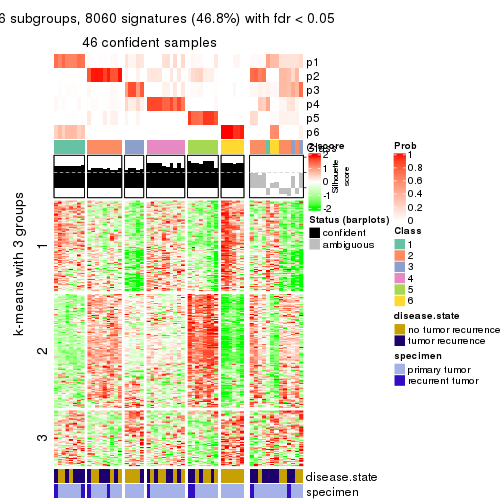 6 subgroups, 8060 signatures (46.8%) with fdr < 0.05
46 confident samples
p1
p2
p3
p4
p5
p6
Class
z-score
2
1
0
-1
-2
Silhouette
score
Prob
1
0.8
0.6
0.4
0.2
0
Status (barplots)
confident
ambiguous
Class
1
2
3
4
5
6
disease.state
no tumor recurrence
tumor recurrence
specimen
primary tumor
recurrent tumor
k-means with 3 groups
1
2
3
disease.state
specimen